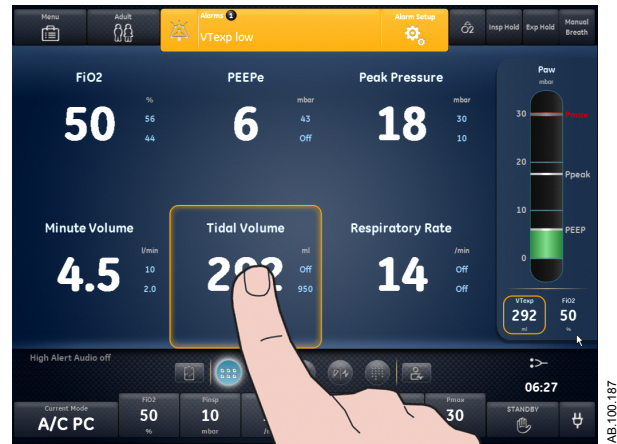 Menu
Adult
Alarms 1
VTexp low
Alarm Setup
O2
Insp Hold
Exp Hold
Manual
Breath
FiO2
%
50
56
44
PEEPe
mbar
6
43
Off
Peak Pressure
mbar
18
30
10
Minute Volume
l/min
4.5
10
2.0
Tidal Volume
ml
292
Off
950
Respiratory Rate
/min
14
Off
Off
Paw
mbar
30
Pmax
20
Ppeak
10
PEEP
0
VTexp
292
ml
FiO2
50
%
High Alert Audio off
06:27
Current Mode
A/C PC
FiO2
50
%
Pinsp
10
mbar
Pmax
30
STANDBY
AB.100.187